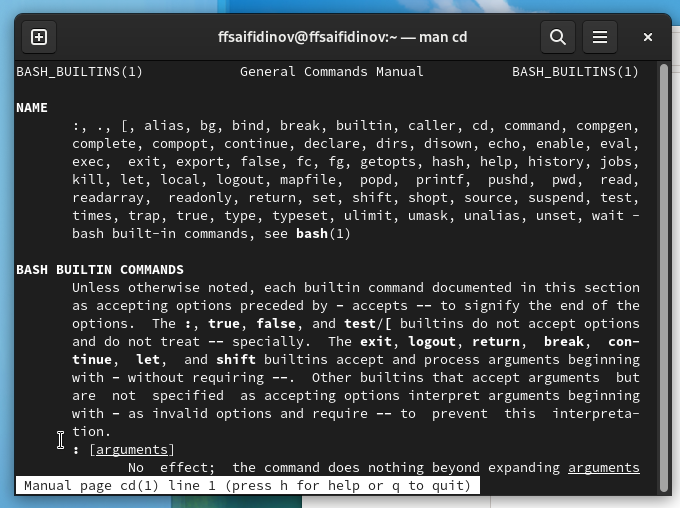 ffsaifidinov@ffsaifidinov:~ — man cd
BASH_BUILTINS(1) General Commands Manual BASH_BUILTINS(1)
NAME
:, ., [, alias, bg, bind, break, builtin, caller, cd, command, compgen,
complete, compopt, continue, declare, dirs, disown, echo, enable, eval,
exec, exit, export, false, fc, fg, getopts, hash, help, history, jobs,
kill, let, local, logout, mapfile, popd, printf, pushd, pwd, read,
readarray, readonly, return, set, shift, shopt, source, suspend, test,
times, trap, true, type, typeset, ulimit, umask, unalias, unset, wait -
bash built-in commands, see bash(1)
BASH BUILTIN COMMANDS
Unless otherwise noted, each builtin command documented in this section
as accepting options preceded by - accepts -- to signify the end of the
options. The :, true, false, and test/[ builtins do not accept options
and do not treat -- specially. The exit, logout, return, break, con-
tinue, let, and shift builtins accept and process arguments beginning
with - without requiring --. Other builtins that accept arguments but
are not specified as accepting options interpret arguments beginning
with - as invalid options and require -- to prevent this interpreta-
tion.
: [arguments]
No effect; the command does nothing beyond expanding arguments
Manual page cd(1) line 1 (press h for help or q to quit)